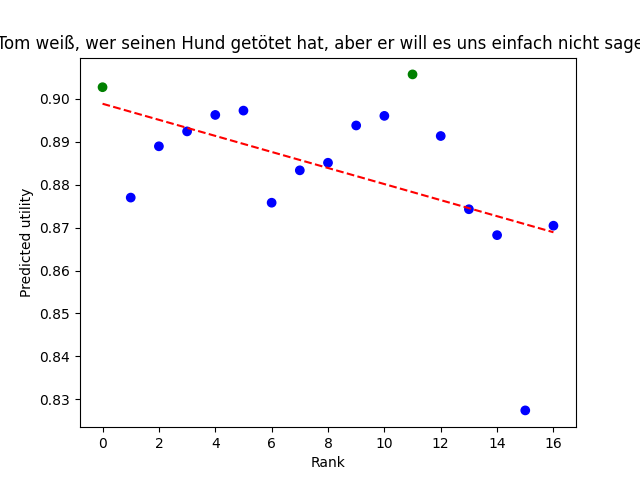 Tom weiß, wer seinen Hund getötet hat, aber er will es uns einfach nicht sage
Predicted utility
0.90
0.89
0.88
0.87
0.86
0.85
0.84
0.83
0 2 4 6 8 10 12 14 16
Rank